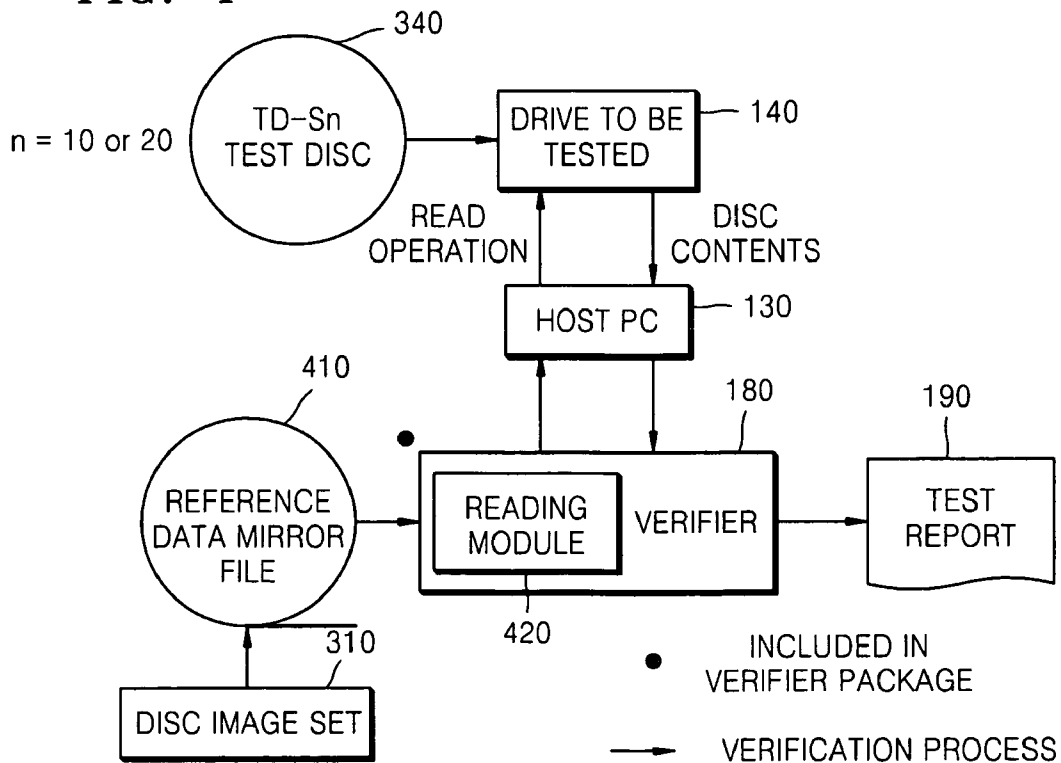 340
TD-Sn
TEST DISC
n = 10 or 20
DRIVE TO BE
TESTED
140
READ
OPERATION
DISC
CONTENTS
HOST PC
130
410
180
190
REFERENCE
DATA MIRROR
FILE
READING
MODULE
VERIFIER
TEST
REPORT
420
310
DISC IMAGE SET
● INCLUDED IN
VERIFIER PACKAGE
VERIFICATION PROCESS